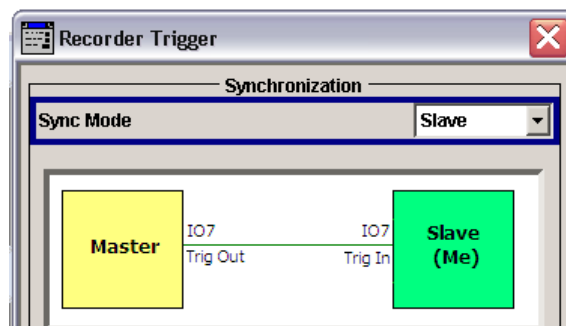 Recorder Trigger
Synchronization
Sync Mode Slave
IO7 IO7
Master Slave
Trig Out Trig In (Me)